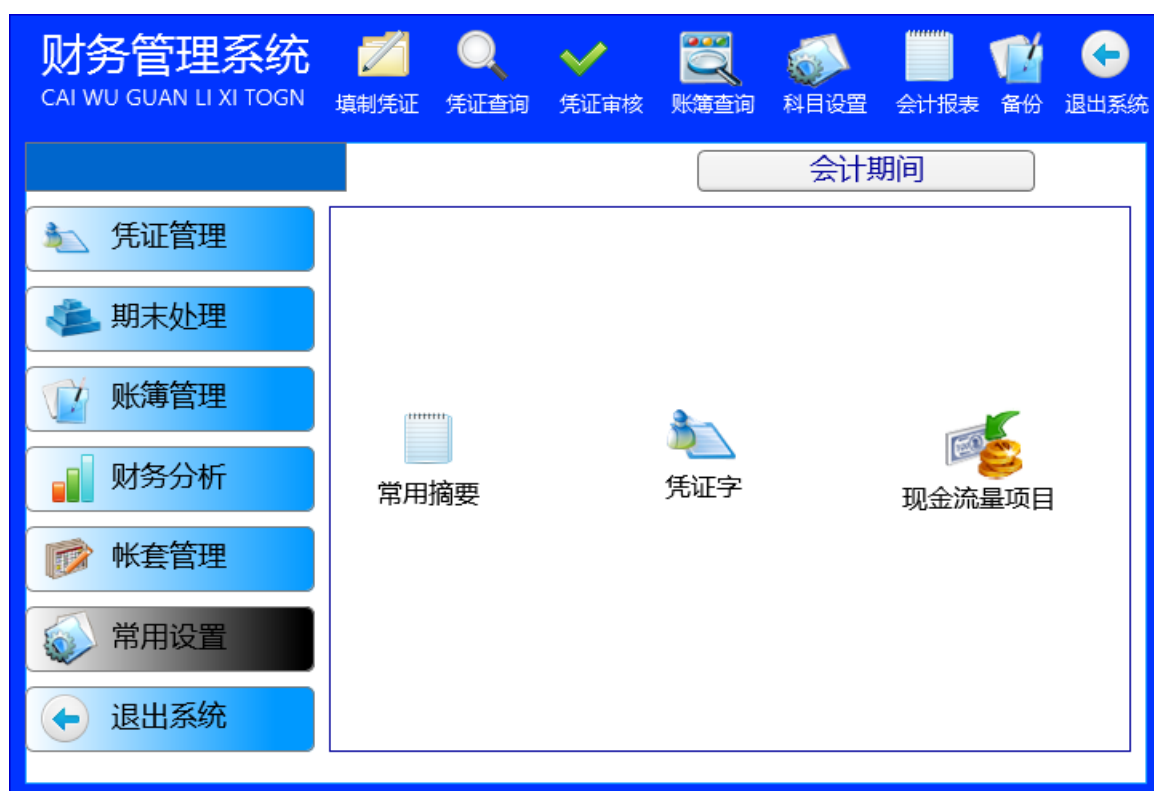 财务管理系统
CAI WU GUAN LI XI TOGN
填制凭证 凭证查询 凭证审核 账簿查询 科目设置 会计报表 备份 退出系统
会计期间
凭证管理
期末处理
账簿管理
财务分析
帐套管理
常用设置
退出系统
常用摘要 凭证字 现金流量项目